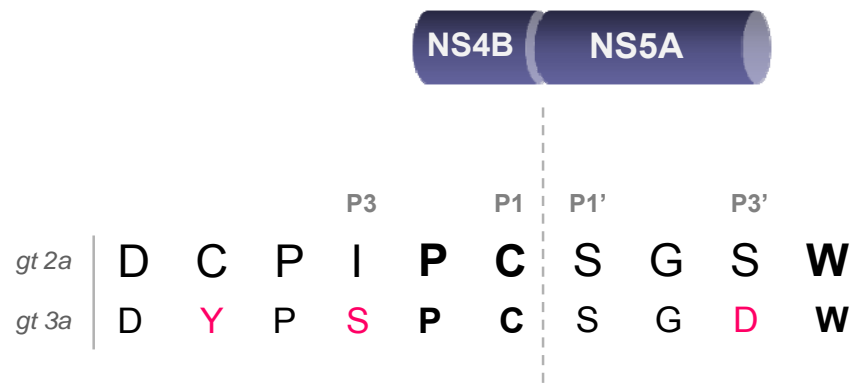 NS4B NS5A
P3 P1 P1’ P3’
gt 2a D C P I P C S G S W
gt 3a D Y P S P C S G D W